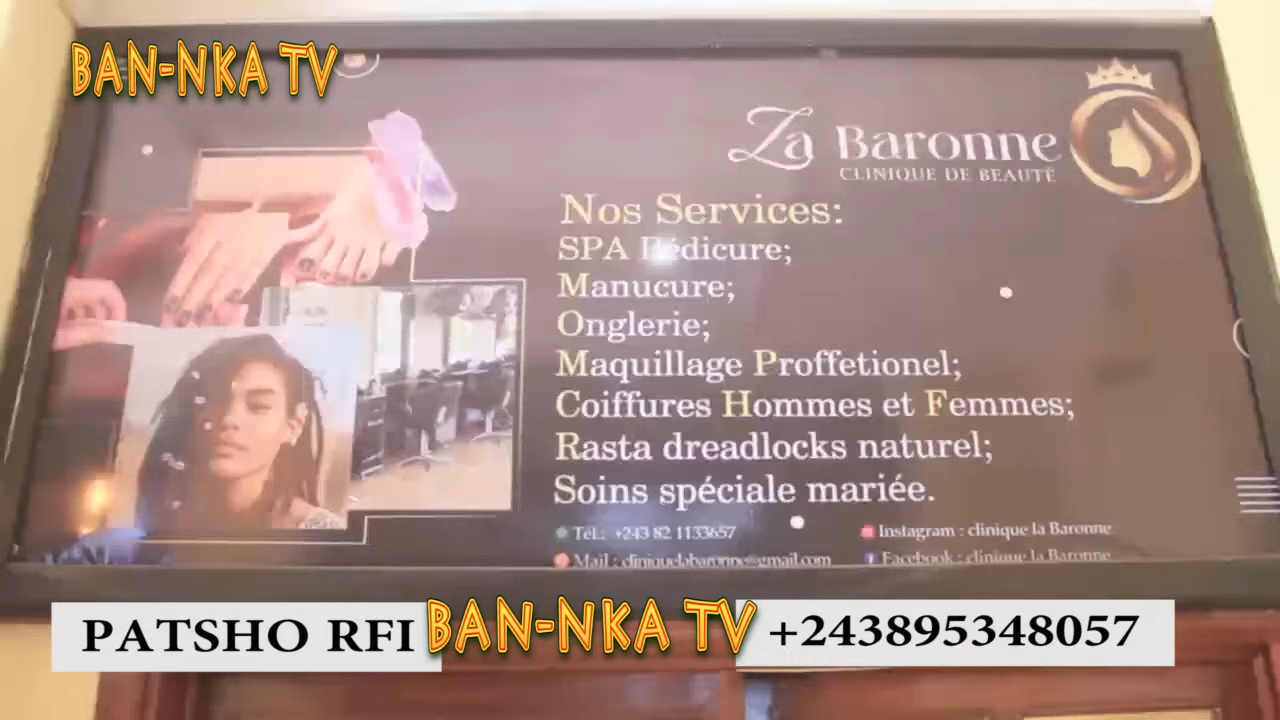 BAN-NKA TV
Za Baronne
CLINIQUE DE BEAUTÉ
Nos Services:
SPA Pédicure;
Manucure;
Onglerie;
Maquillage Proffetionel;
Coiffures Hommes et Femmes;
Rasta dreadlocks naturel;
Soins spéciale mariée.
Tél.: +243 82 1133657
Instagram : clinique la Baronne
Mail : cliniquelabaronne@gmail.com
Facebook : clinique la Baronne
PATSHO RFI BAN-NKA TV +243895348057